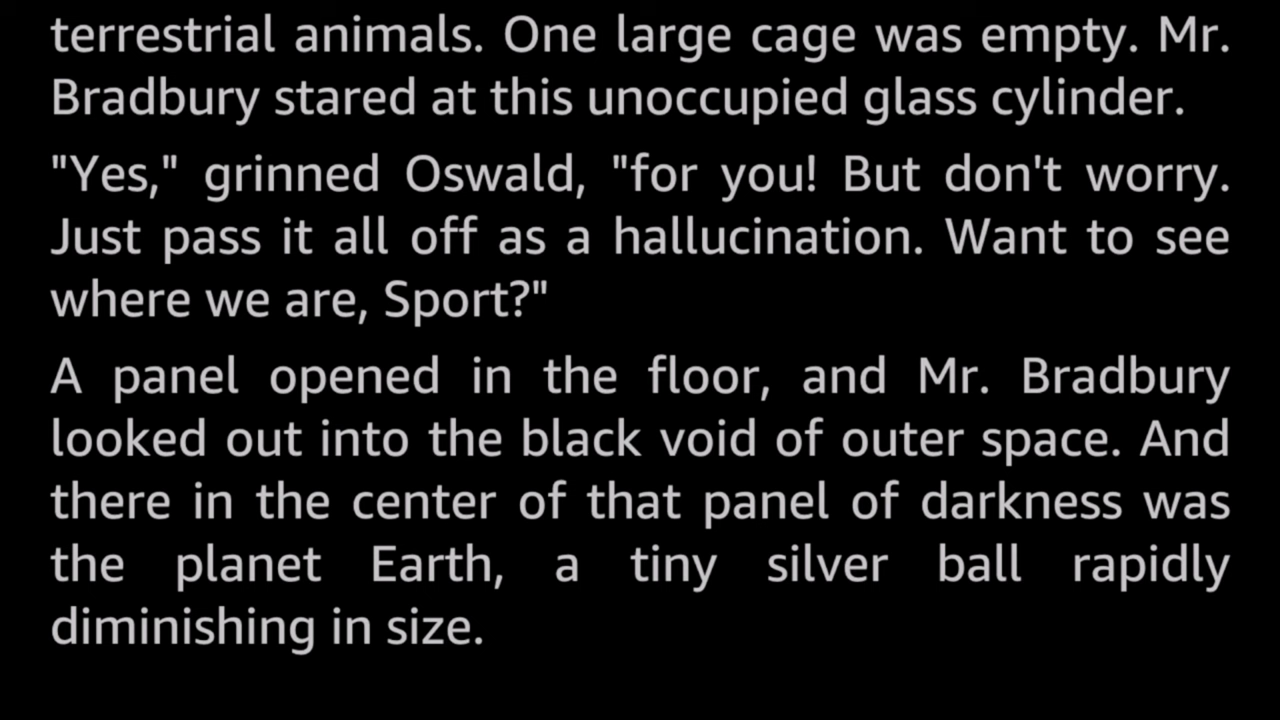 terrestrial animals. One large cage was empty. Mr.
Bradbury stared at this unoccupied glass cylinder.
"Yes," grinned Oswald, "for you! But don't worry.
Just pass it all off as a hallucination. Want to see
where we are, Sport?"
A panel opened in the floor, and Mr. Bradbury
looked out into the black void of outer space. And
there in the center of that panel of darkness was
the planet Earth, a tiny silver ball rapidly
diminishing in size.